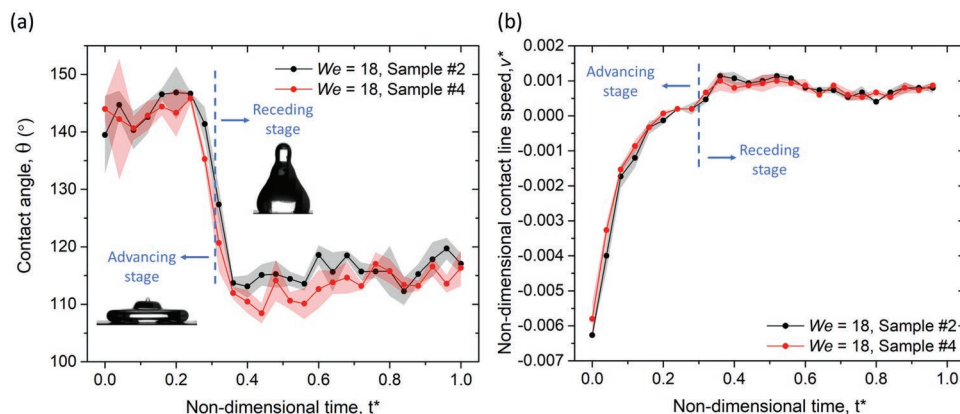 (a)
150
140
130
120
110
100
Contact angle, θ (°)
We = 18, Sample #2
We = 18, Sample #4
Receding
stage
Advancing
stage
0.0 0.2 0.4 0.6 0.8 1.0
Non-dimensional time, t*
(b)
0.002
0.001
0.000
-0.001
-0.002
-0.003
-0.004
-0.005
-0.006
-0.007
Non-dimensional contact line speed,v*
Advancing
stage
Receding
stage
We = 18, Sample #2
We = 18, Sample #4
0.0 0.2 0.4 0.6 0.8 1.0
Non-dimensional time, t*